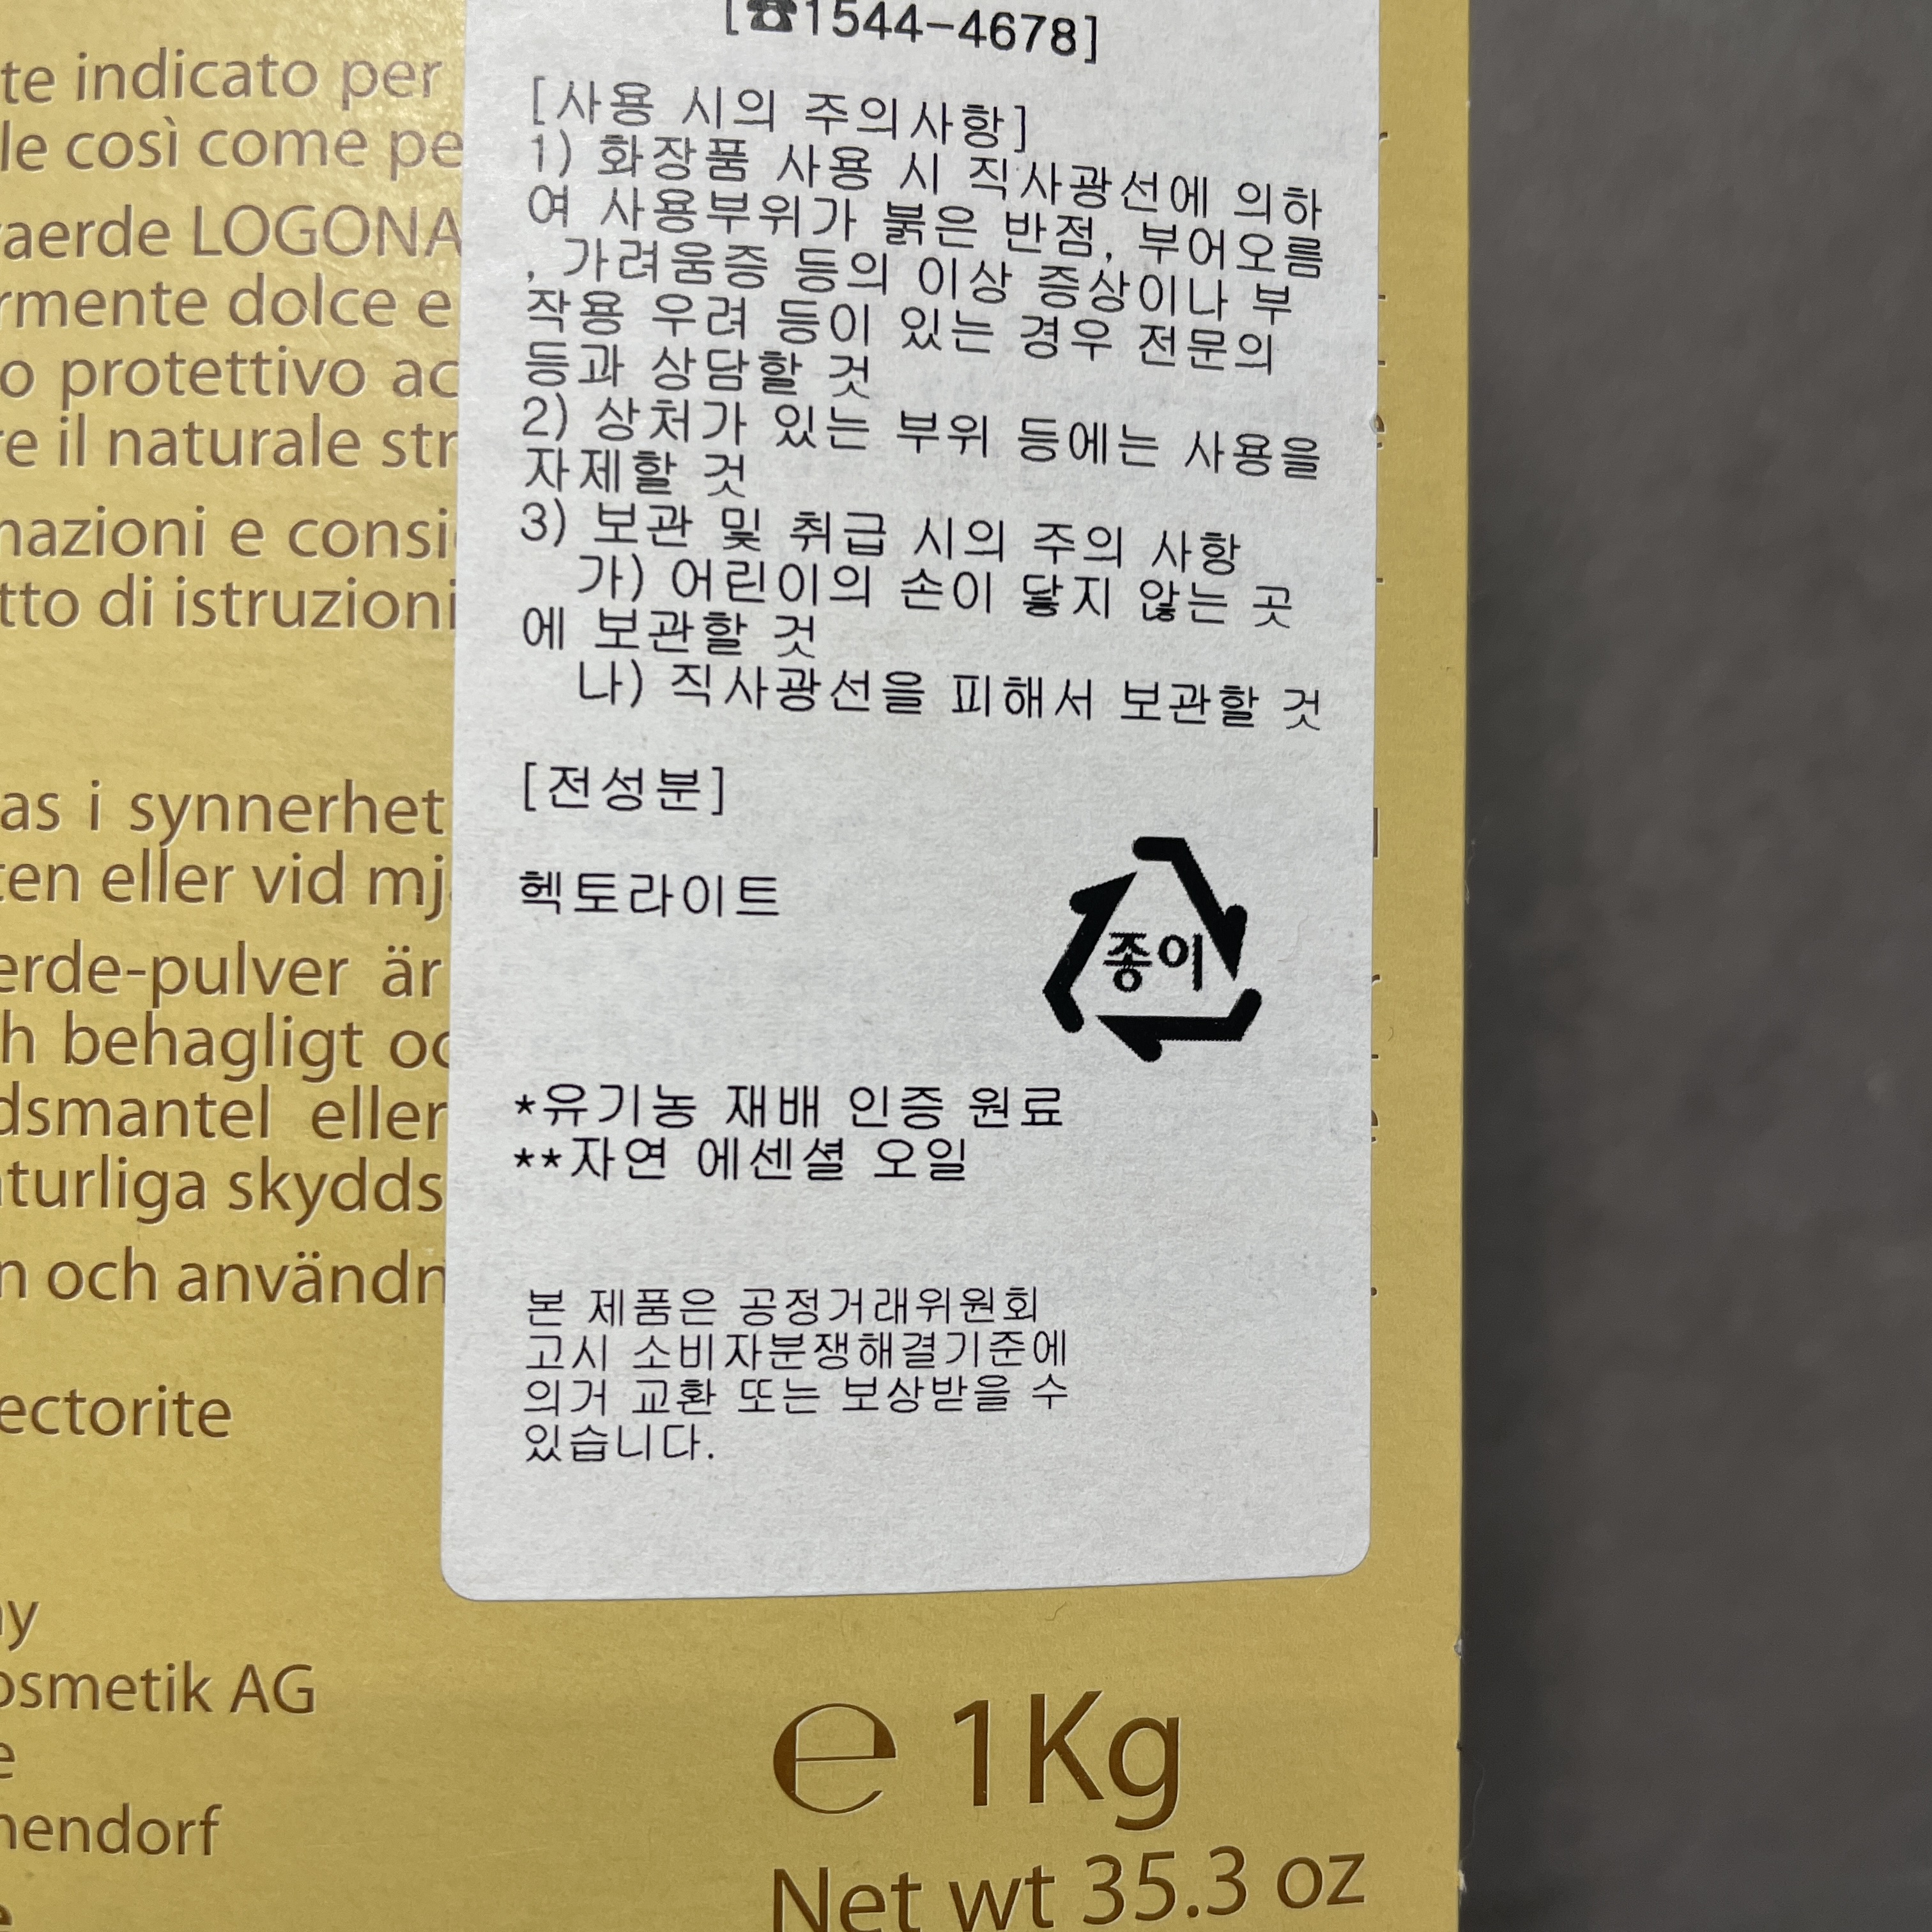 [☎1544-4678]
[사용 시의 주의사항]
1) 화장품 사용 시 직사광선에 의하
여 사용부위가 붉은 반점, 부어오름
, 가려움증 등의 이상 증상이나 부
작용 우려 등이 있는 경우 전문의
등과 상담할 것
2) 상처가 있는 부위 등에는 사용을
자제할 것
3) 보관 및 취급 시의 주의 사항
가) 어린이의 손이 닿지 않는 곳
에 보관할 것
나) 직사광선을 피해서 보관할 것
[전성분]
헥토라이트
종이
*유기농 재배 인증 원료
**자연 에센셜 오일
본 제품은 공정거래위원회
고시 소비자분쟁해결기준에
의거 교환 또는 보상받을 수
있습니다.
te indicato per
le così come pe
aerde LOGONA
rmente dolce e
o protettivo ac
e il naturale str
nazioni e consi
tto di istruzioni
as i synnerhet
ten eller vid mj
erde-pulver är
h behagligt oc
dsmantel eller
aturliga skydds
n och användn
ectorite
ay
osmetik AG
e
nendorf
℮ 1Kg
Net wt 35.3 oz